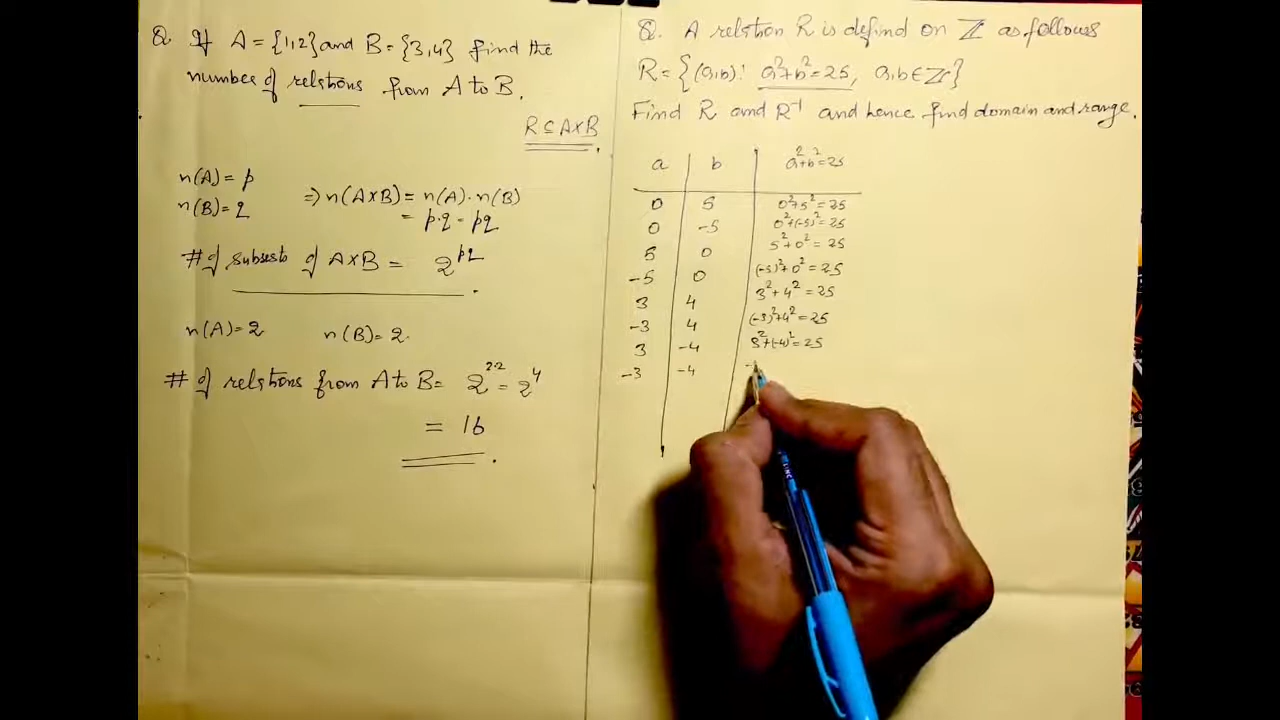 Q. If A = {1,2} and B = {3,4} find the
number of relations from A to B.
R ⊆ A×B
n(A) = p
n(B) = q
⇒ n(A×B) = n(A)·n(B)
= p·q = pq
# of subsets of A×B = 2^pq
n(A) = 2 n(B) = 2.
# of relations from A to B = 2^2·2 = 2^4
= 16
Q. A relation R is defind on ℤ as follows
R = {(a,b): a²+b² = 25, a,b ∈ ℤ}
Find R and R⁻¹ and hence find domain and range.
a b a²+b²=25
0 5 0²+5²=25
0 -5 0²+(-5)²=25
5 0 5²+0²=25
-5 0 (-5)²+0²=25
3 4 3²+4²=25
-3 4 (-3)²+4²=25
3 -4 3²+(-4)²=25
-3 -4